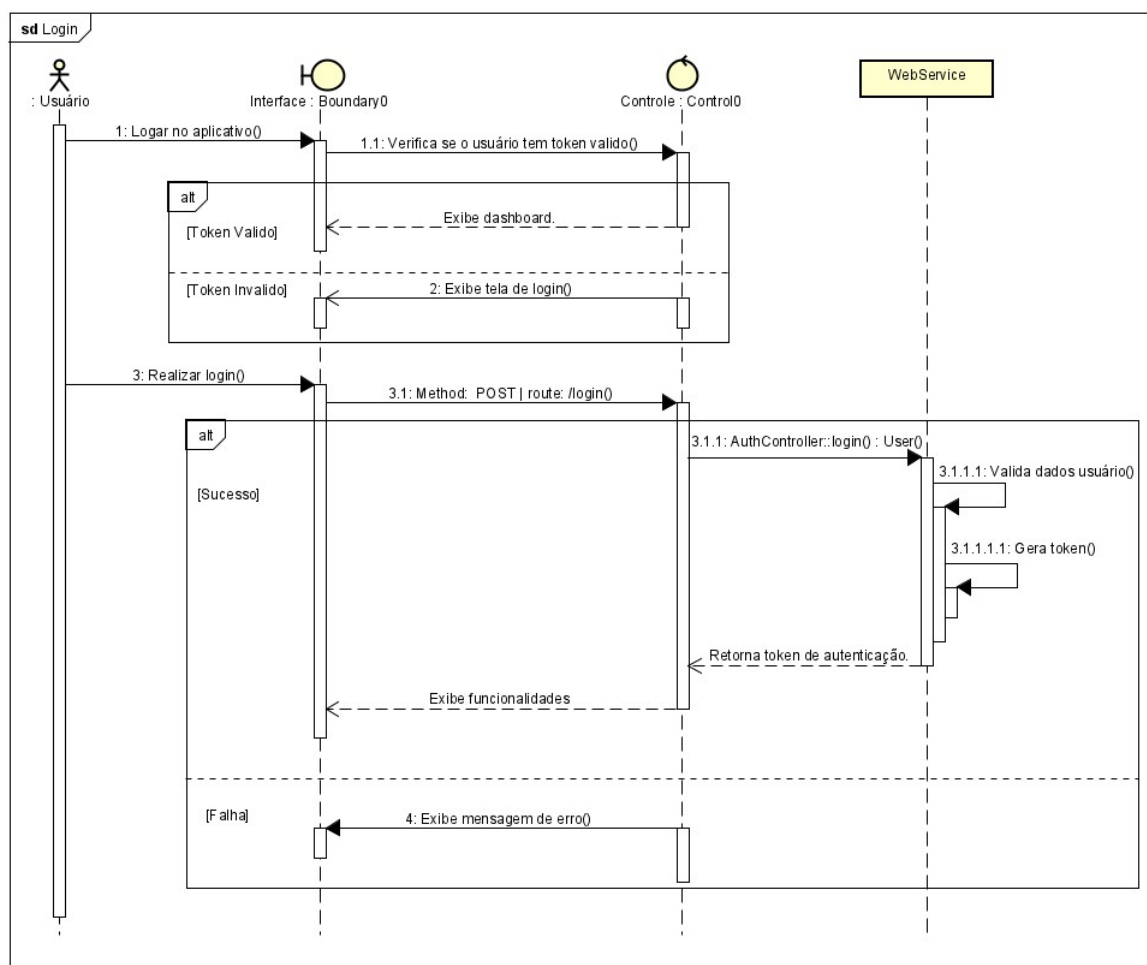 sd Login
: Usuário
Interface : Boundary0
Controle : Control0
WebService
1: Logar no aplicativo()
1.1: Verifica se o usuário tem token valido()
alt
Exibe dashboard.
[Token Valido]
[Token Invalido]
2: Exibe tela de login()
3: Realizar login()
3.1: Method: POST | route: /login()
alt
3.1.1: AuthController::login() : User()
3.1.1.1: Valida dados usuário()
[Sucesso]
3.1.1.1.1: Gera token()
Retorna token de autenticação.
Exibe funcionalidades
[Falha]
4: Exibe mensagem de erro()